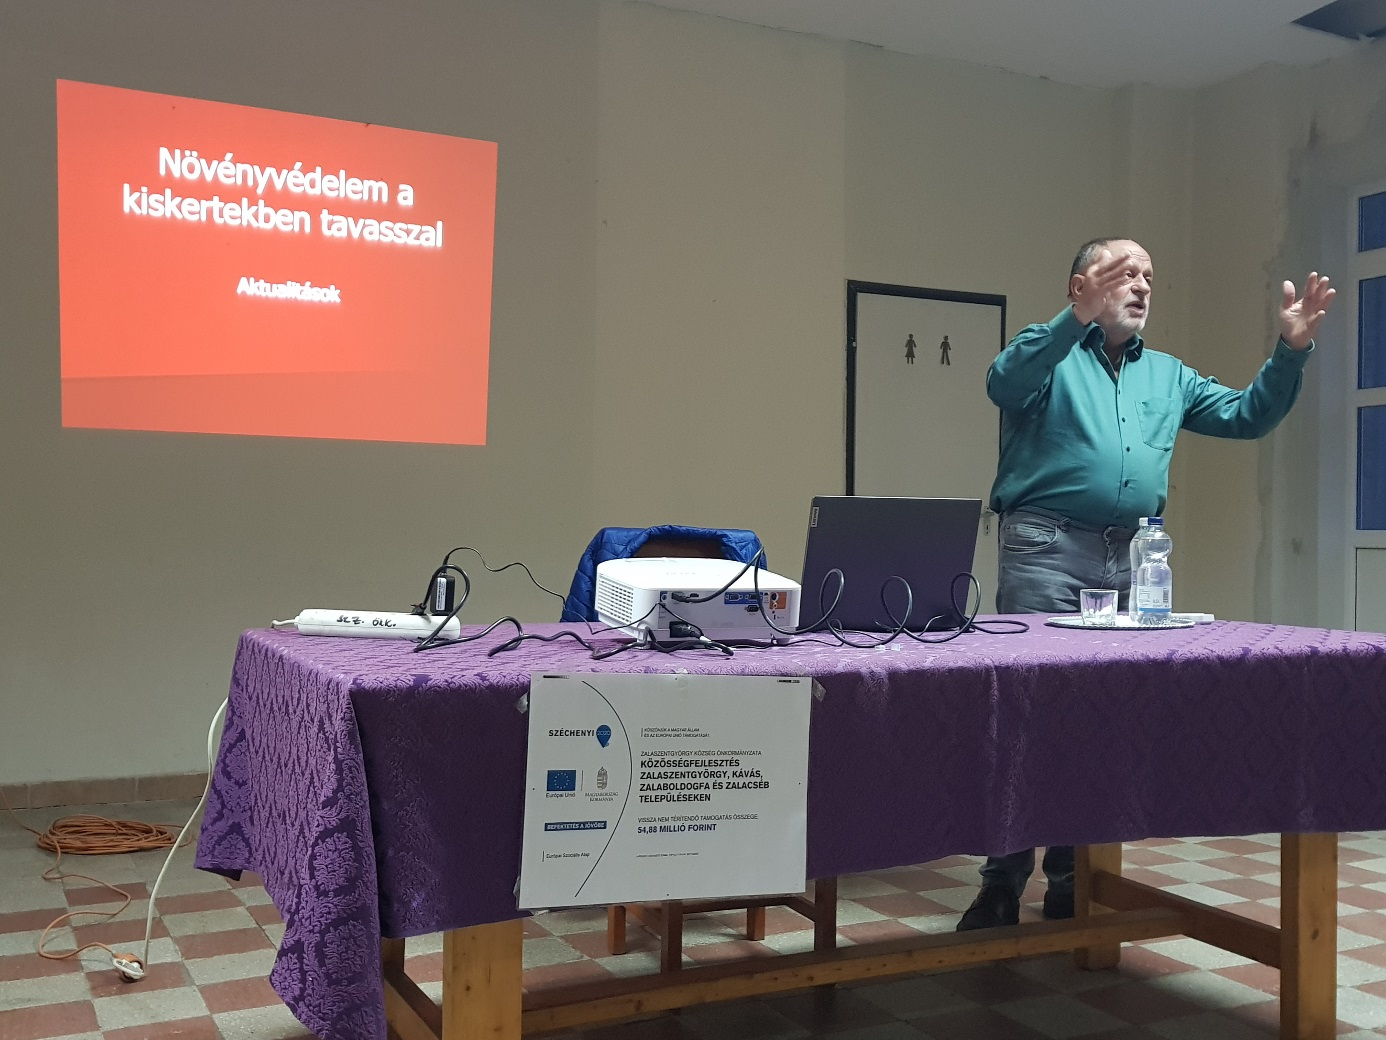 Növényvédelem a
kiskertekben tavasszal
Aktualitások
SZÉCHENYI 2020
KÖSZÖNJÜK A MAGYAR ÁLLAM
ÉS AZ EURÓPAI UNIÓ TÁMOGATÁSÁT.
ZALASZENTGYÖRGY KÖZSÉG ÖNKORMÁNYZATA
KÖZÖSSÉGFEJLESZTÉS
ZALASZENTGYÖRGY, KÁVÁS,
ZALABOLDOGFA ÉS ZALACSÉB
TELEPÜLÉSEKEN
Európai Unió
MAGYARORSZÁG
KORMÁNYA
VISSZA NEM TÉRÍTENDŐ TÁMOGATÁS ÖSSZEGE:
54,88 MILLIÓ FORINT
BEFEKTETÉS A JÖVŐBE
Európai Szociális Alap